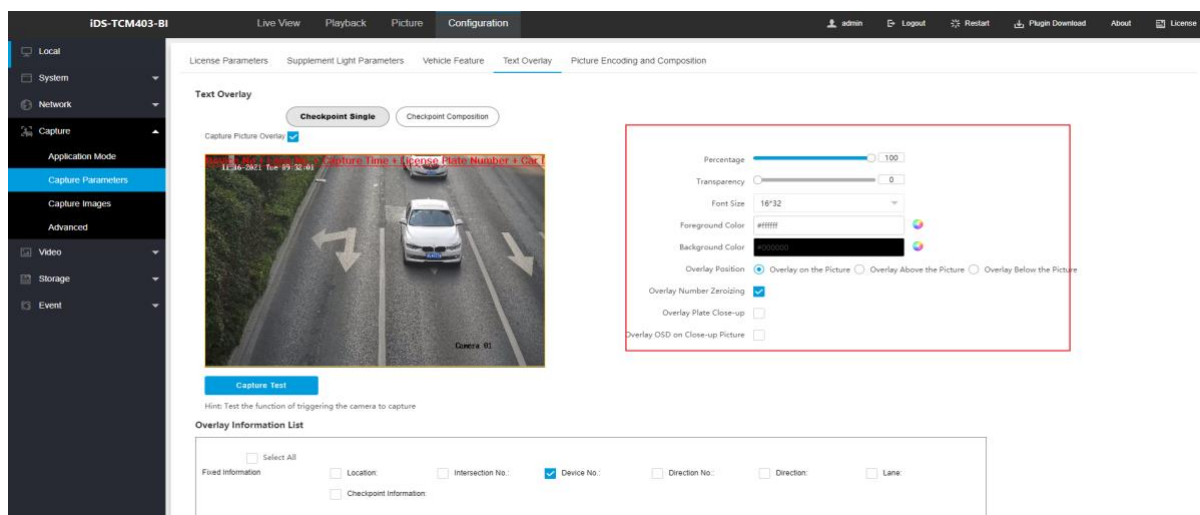 iDS-TCM403-BI Live View Playback Picture Configuration admin Logout Restart Plugin Download About License
Local
System
Network
Capture
Application Mode
Capture Parameters
Capture Images
Advanced
Video
Storage
Event
License Parameters Supplement Light Parameters Vehicle Feature Text Overlay Picture Encoding and Composition
Text Overlay
Checkpoint Single Checkpoint Composition
Capture Picture Overlay
Capture Time + License Plate Number + Car
11-16-2021 Tue 09:32:01
Camera 01
Capture Test
Hint: Test the function of triggering the camera to capture
Percentage 100
Transparency 0
Font Size 16*32
Foreground Color #ffffff
Background Color #000000
Overlay Position Overlay on the Picture Overlay Above the Picture Overlay Below the Picture
Overlay Number Zeroizing
Overlay Plate Close-up
Overlay OSD on Close-up Picture
Overlay Information List
Select All
Fixed Information Location: Intersection No.: Device No.: Direction No.: Direction: Lane:
Checkpoint Information: